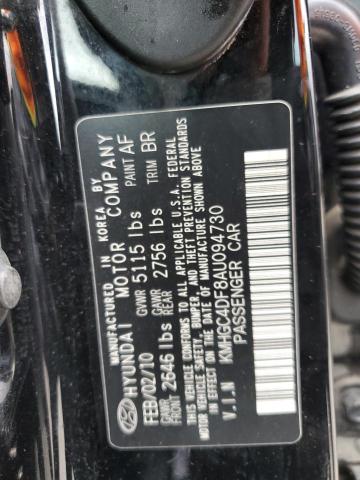 MANUFACTURED IN KOREA BY
HYUNDAI MOTOR COMPANY
FEB/02/10 GVWR 5115 lbs PAINT AF
GAWR FRONT 2646 lbs GAWR REAR 2756 lbs TRIM BR
THIS VEHICLE CONFORMS TO ALL APPLICABLE U.S.A. FEDERAL
MOTOR VEHICLE SAFETY, BUMPER, AND THEFT PREVENTION STANDARDS
IN EFFECT ON THE DATE OF MANUFACTURE SHOWN ABOVE
V.I.N KMHGC4DF8AU094730
PASSENGER CAR